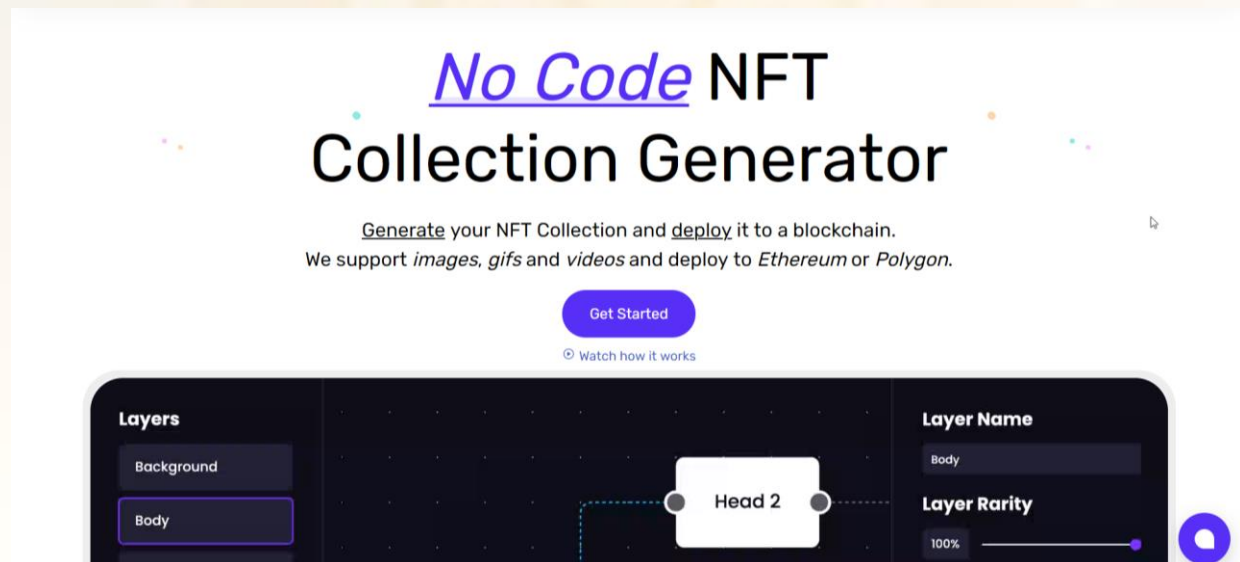 No Code NFT
Collection Generator
Generate your NFT Collection and deploy it to a blockchain.
We support images, gifs and videos and deploy to Ethereum or Polygon.
Get Started
Watch how it works
Layers
Background
Body
Head 2
Layer Name
Body
Layer Rarity
100%